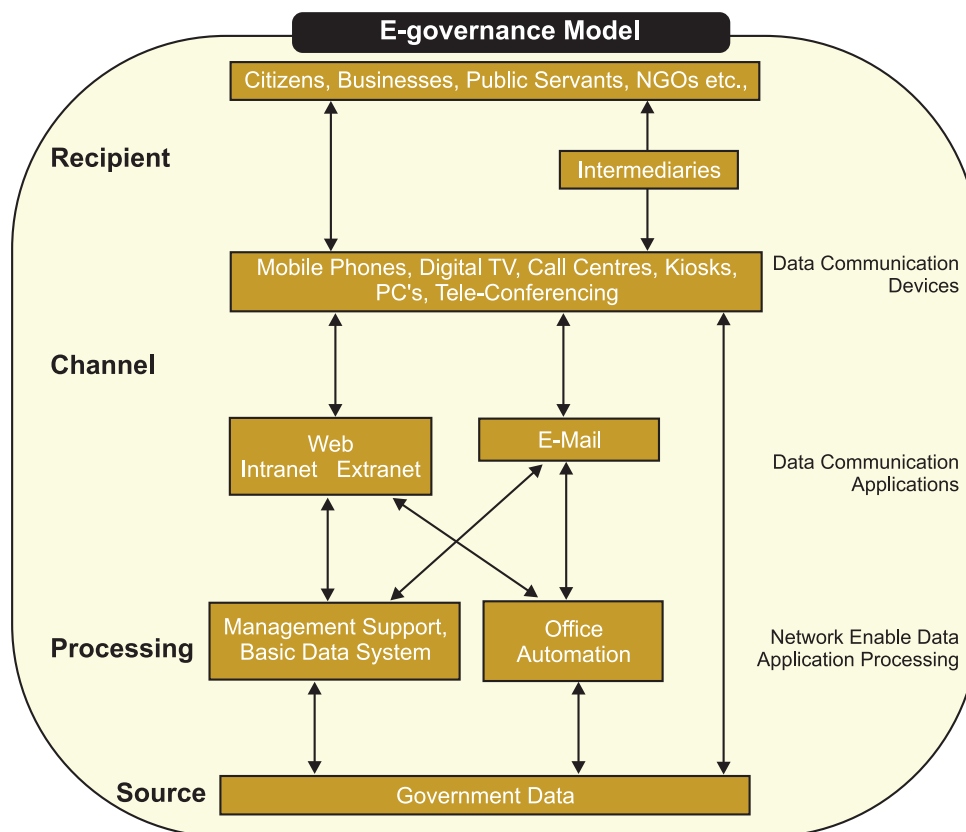 E-governance Model
Citizens, Businesses, Public Servants, NGOs etc.,
Recipient
Intermediaries
Mobile Phones, Digital TV, Call Centres, Kiosks,
PC's, Tele-Conferencing
Data Communication
Devices
Channel
Web
Intranet Extranet
E-Mail
Data Communication
Applications
Processing
Management Support,
Basic Data System
Office
Automation
Network Enable Data
Application Processing
Source
Government Data